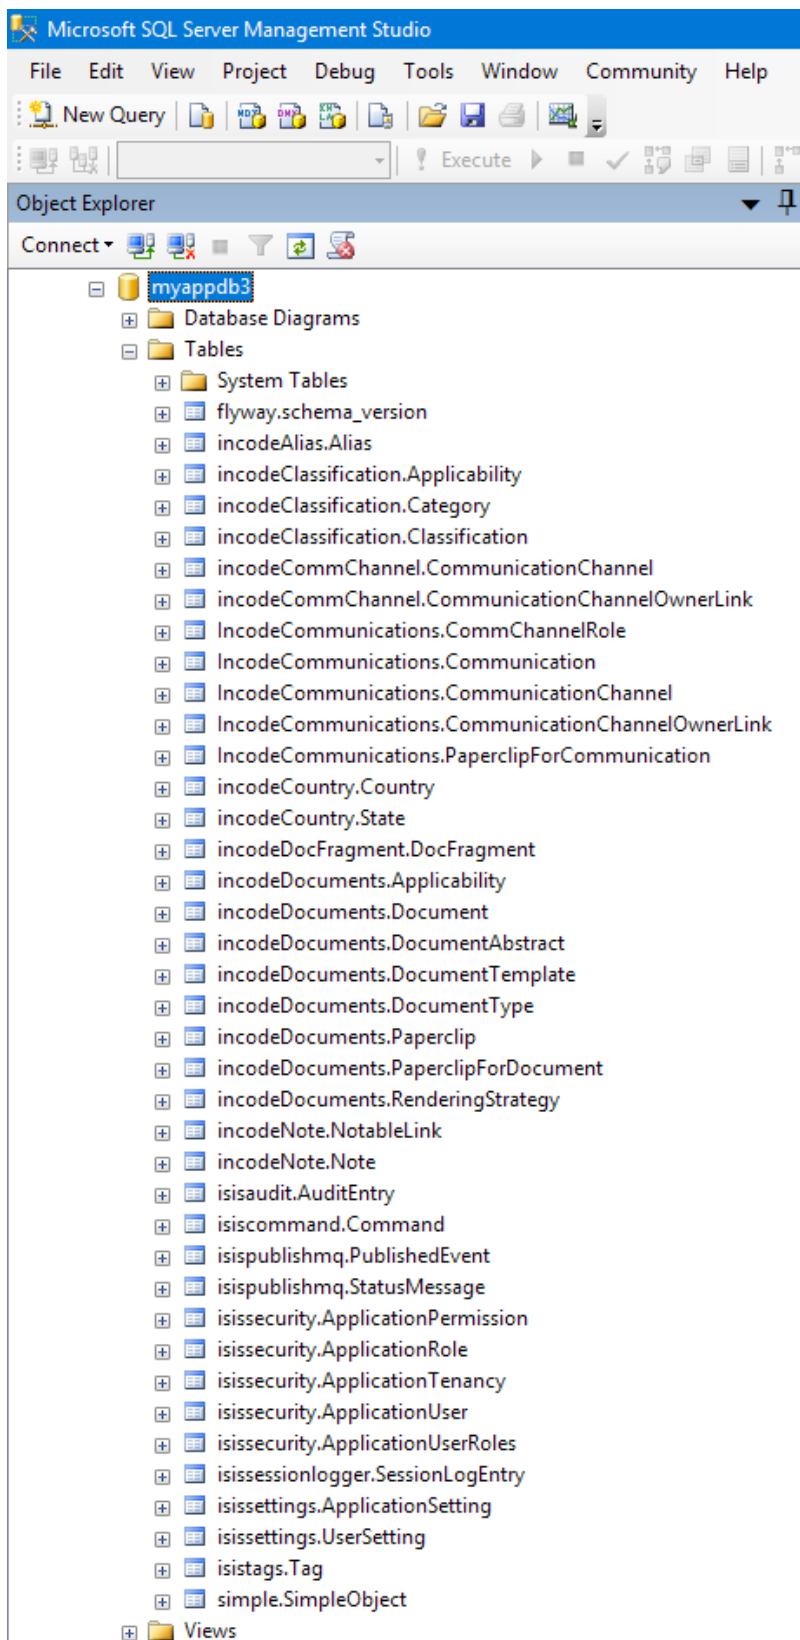 Microsoft SQL Server Management Studio
File Edit View Project Debug Tools Window Community Help
New Query
Execute
Object Explorer
Connect
myappdb3
Database Diagrams
Tables
System Tables
flyway.schema_version
incodeAlias.Alias
incodeClassification.Applicability
incodeClassification.Category
incodeClassification.Classification
incodeCommChannel.CommunicationChannel
incodeCommChannel.CommunicationChannelOwnerLink
IncodeCommunications.CommChannelRole
IncodeCommunications.Communication
IncodeCommunications.CommunicationChannel
IncodeCommunications.CommunicationChannelOwnerLink
IncodeCommunications.PaperclipForCommunication
incodeCountry.Country
incodeCountry.State
incodeDocFragment.DocFragment
incodeDocuments.Applicability
incodeDocuments.Document
incodeDocuments.DocumentAbstract
incodeDocuments.DocumentTemplate
incodeDocuments.DocumentType
incodeDocuments.Paperclip
incodeDocuments.PaperclipForDocument
incodeDocuments.RenderingStrategy
incodeNote.NotableLink
incodeNote.Note
isisaudit.AuditEntry
isiscommand.Command
isispublishmq.PublishedEvent
isispublishmq.StatusMessage
isissecurity.ApplicationPermission
isissecurity.ApplicationRole
isissecurity.ApplicationTenancy
isissecurity.ApplicationUser
isissecurity.ApplicationUserRoles
isissessionlogger.SessionLogEntry
isissettings.ApplicationSetting
isissettings.UserSetting
isistags.Tag
simple.SimpleObject
Views